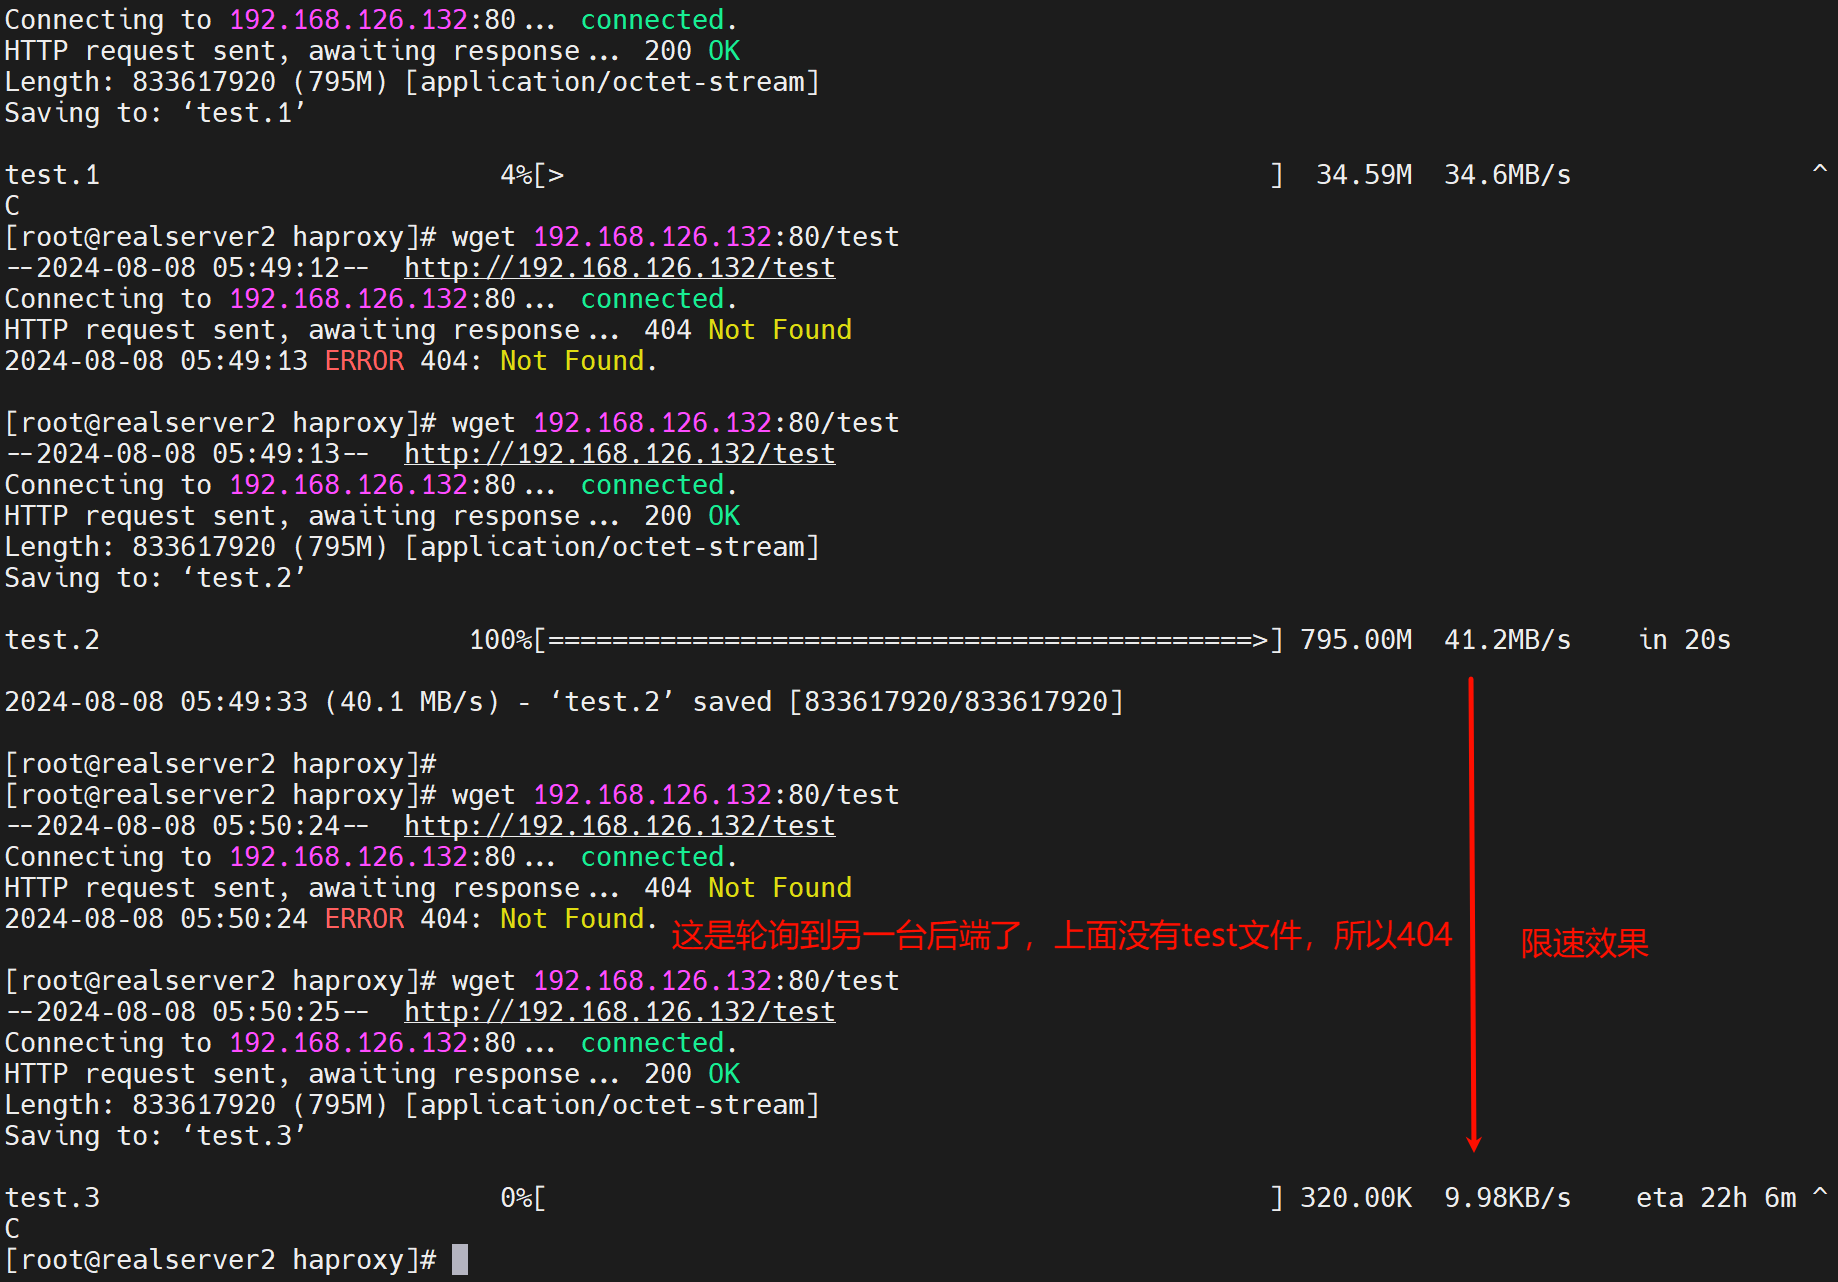 Connecting to 192.168.126.132:80... connected.
HTTP request sent, awaiting response... 200 OK
Length: 833617920 (795M) [application/octet-stream]
Saving to: ‘test.1’
test.1 4%[> ] 34.59M 34.6MB/s ^
C
[root@realserver2 haproxy]# wget 192.168.126.132:80/test
--2024-08-08 05:49:12-- http://192.168.126.132/test
Connecting to 192.168.126.132:80... connected.
HTTP request sent, awaiting response... 404 Not Found
2024-08-08 05:49:13 ERROR 404: Not Found.
[root@realserver2 haproxy]# wget 192.168.126.132:80/test
--2024-08-08 05:49:13-- http://192.168.126.132/test
Connecting to 192.168.126.132:80... connected.
HTTP request sent, awaiting response... 200 OK
Length: 833617920 (795M) [application/octet-stream]
Saving to: ‘test.2’
test.2 100%[============================================>] 795.00M 41.2MB/s in 20s
2024-08-08 05:49:33 (40.1 MB/s) - ‘test.2’ saved [833617920/833617920]
[root@realserver2 haproxy]#
[root@realserver2 haproxy]# wget 192.168.126.132:80/test
--2024-08-08 05:50:24-- http://192.168.126.132/test
Connecting to 192.168.126.132:80... connected.
HTTP request sent, awaiting response... 404 Not Found
2024-08-08 05:50:24 ERROR 404: Not Found.
这是轮询到另一台后端了，上面没有test文件，所以404
限速效果
[root@realserver2 haproxy]# wget 192.168.126.132:80/test
--2024-08-08 05:50:25-- http://192.168.126.132/test
Connecting to 192.168.126.132:80... connected.
HTTP request sent, awaiting response... 200 OK
Length: 833617920 (795M) [application/octet-stream]
Saving to: ‘test.3’
test.3 0%[ ] 320.00K 9.98KB/s eta 22h 6m ^
C
[root@realserver2 haproxy]#